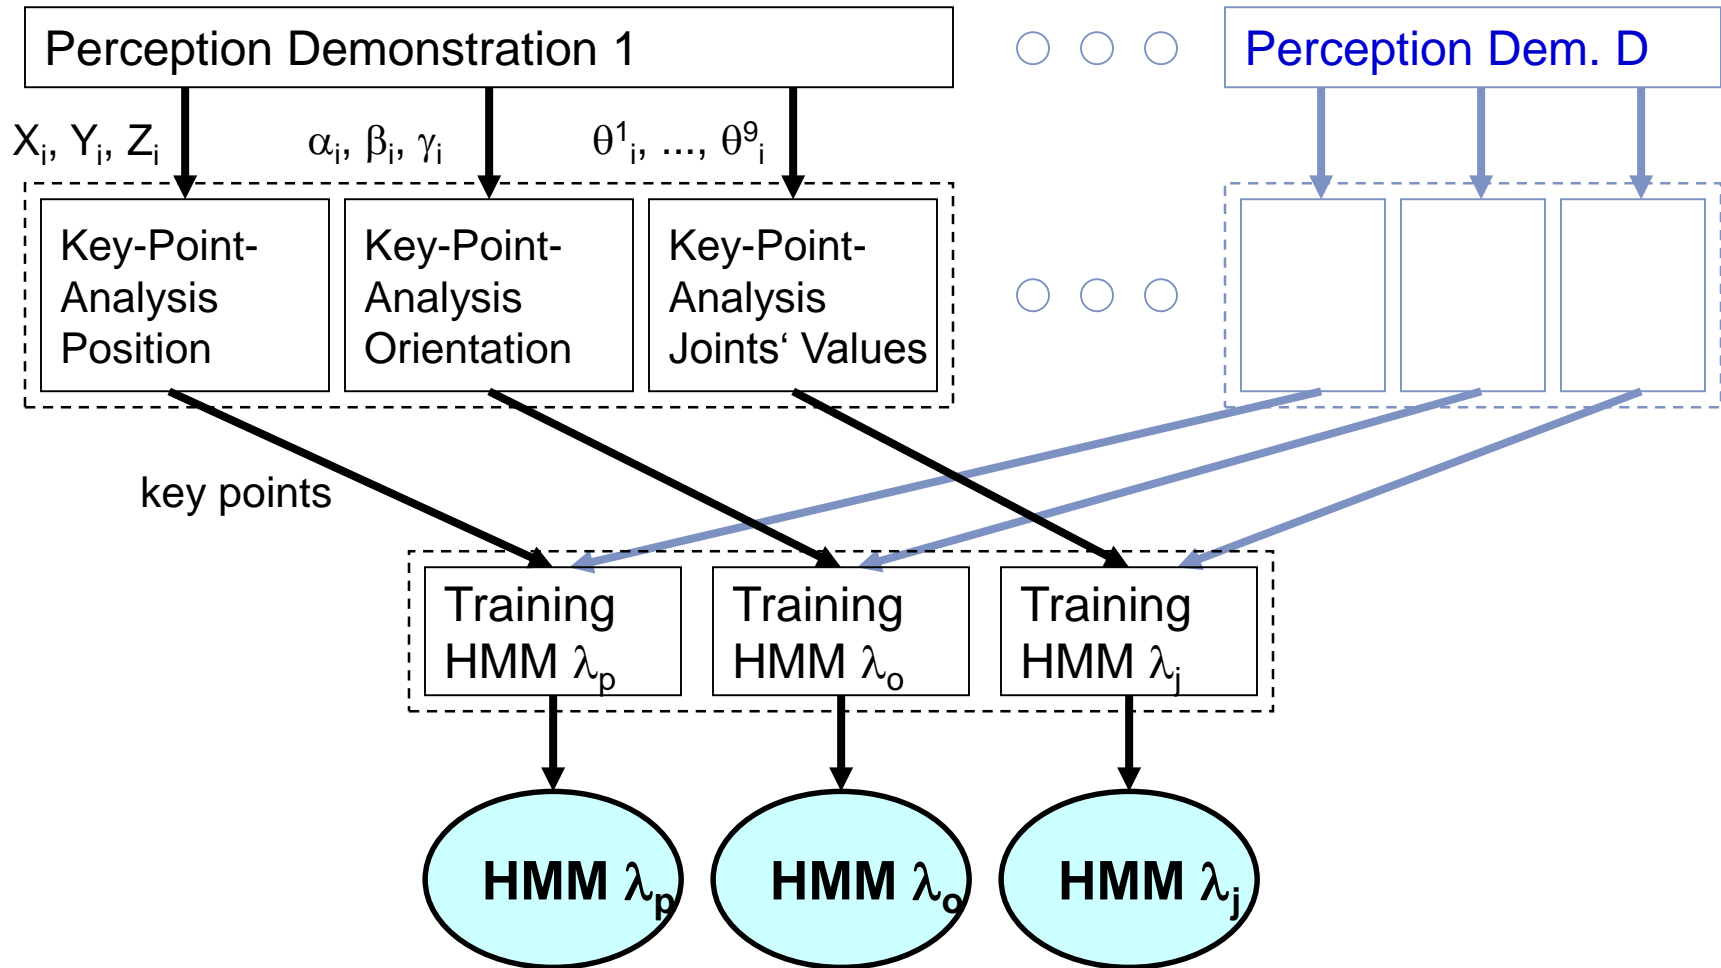 Perception Demonstration 1
Perception Dem. D
Xᵢ, Yᵢ, Zᵢ
αᵢ, βᵢ, γᵢ
θ¹ᵢ, ..., θ⁹ᵢ
Key-Point-
Analysis
Position
Key-Point-
Analysis
Orientation
Key-Point-
Analysis
Joints‘ Values
key points
Training
HMM λₚ
Training
HMM λₒ
Training
HMM λⱼ
HMM λₚ
HMM λₒ
HMM λⱼ